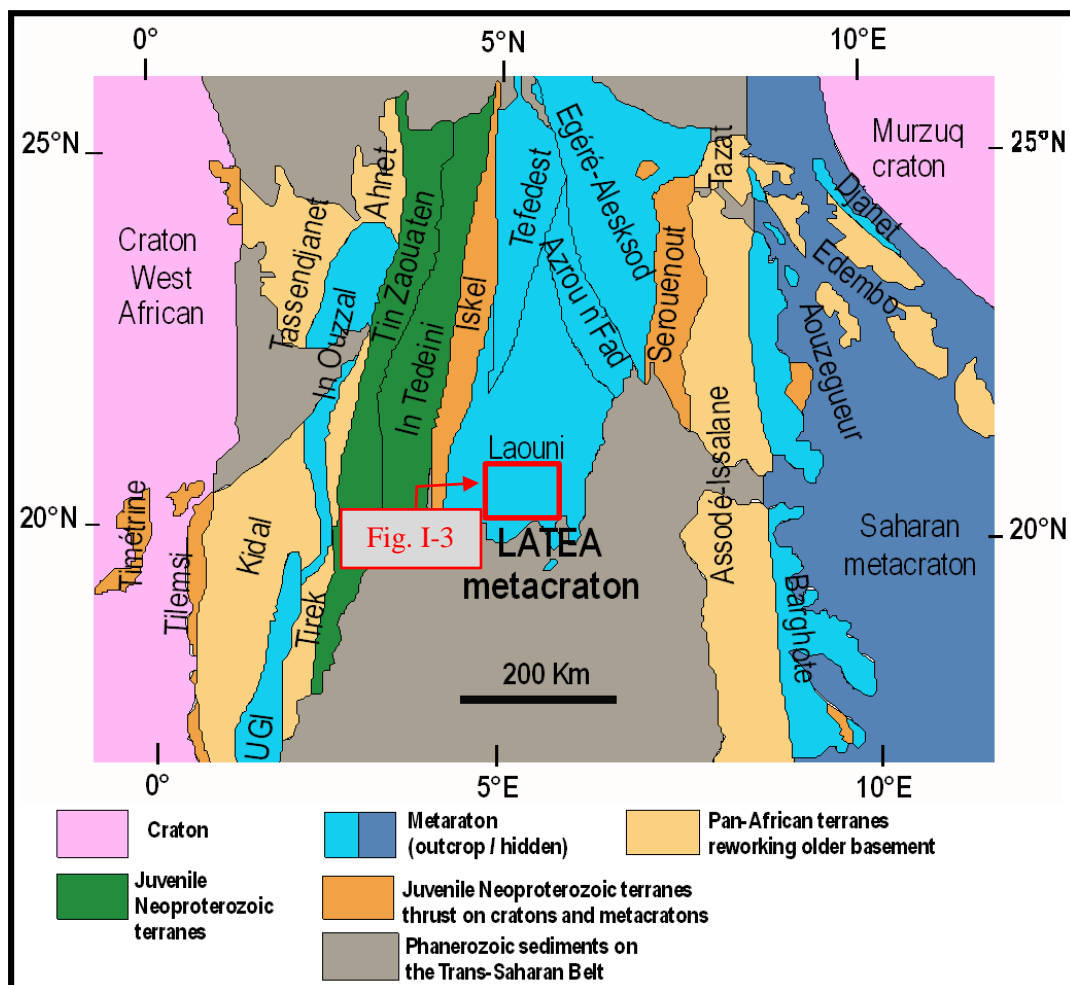 0°
5°N
10°E
25°N
25°N
Murzuq
craton
Craton
West
African
Tassendjanet
Ahnet
In Ouzzal
Tin Zaouaten
In Tedeini
Iskel
Tefedest
Egéré-Aleksod
Azrou n'Fad
Serouenout
Tazat
Djanet
Edembo
Aouzegueur
Laouni
Fig. I-3
LATEA
metacraton
Assodé-Issalane
20°N
20°N
Saharan
metacraton
Timétrine
Tilemsi
Kidal
Tirek
UGI
Barghote
200 Km
0°
5°E
10°E
Craton
Metaraton
(outcrop / hidden)
Pan-African terranes
reworking older basement
Juvenile
Neoproterozoic
terranes
Juvenile Neoproterozoic terranes
thrust on cratons and metacratons
Phanerozoic sediments on
the Trans-Saharan Belt